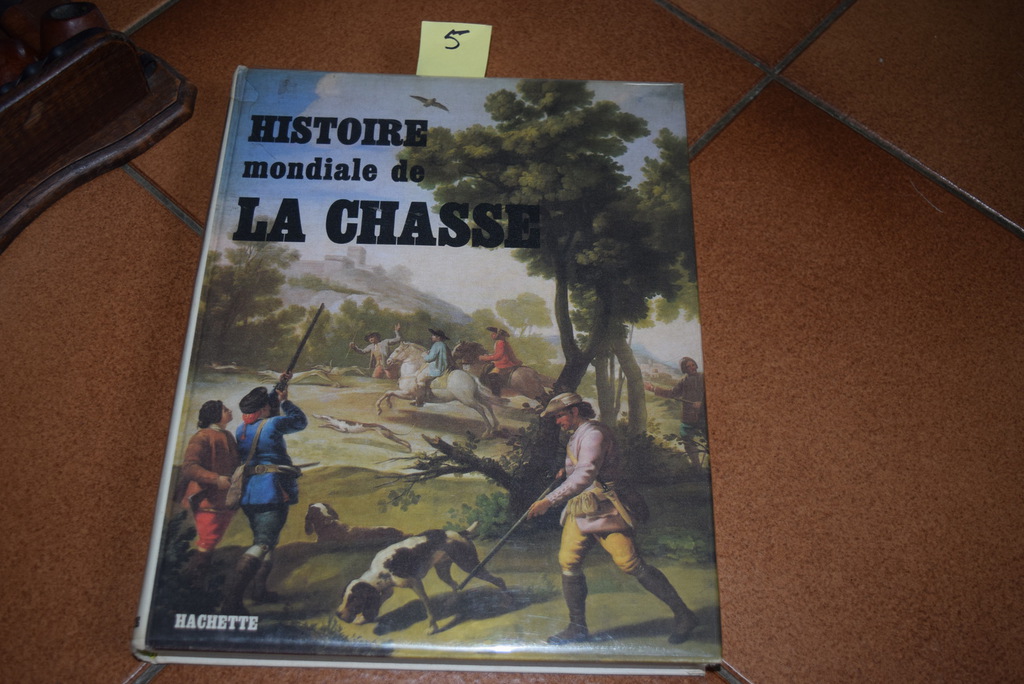 5
HISTOIRE
mondiale de
LA CHASSE
HACHETTE